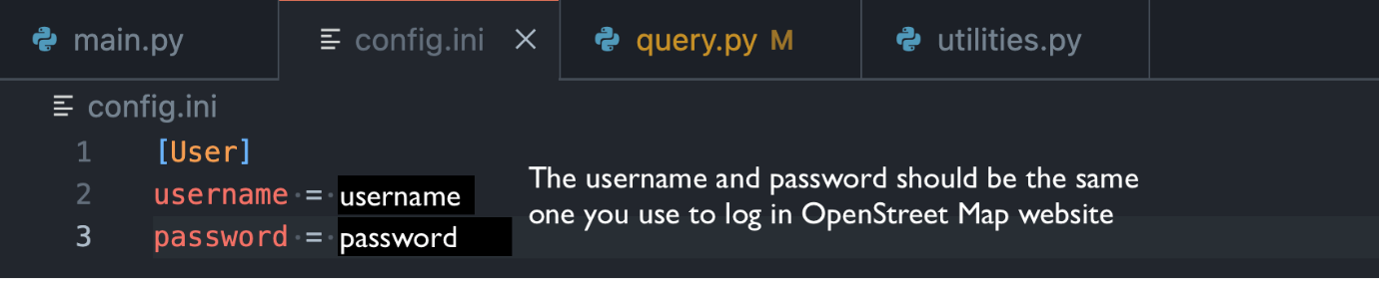 main.py config.ini query.py M utilities.py
config.ini
1 [User]
2 username = username
3 password = password
The username and password should be the same
one you use to log in OpenStreet Map website